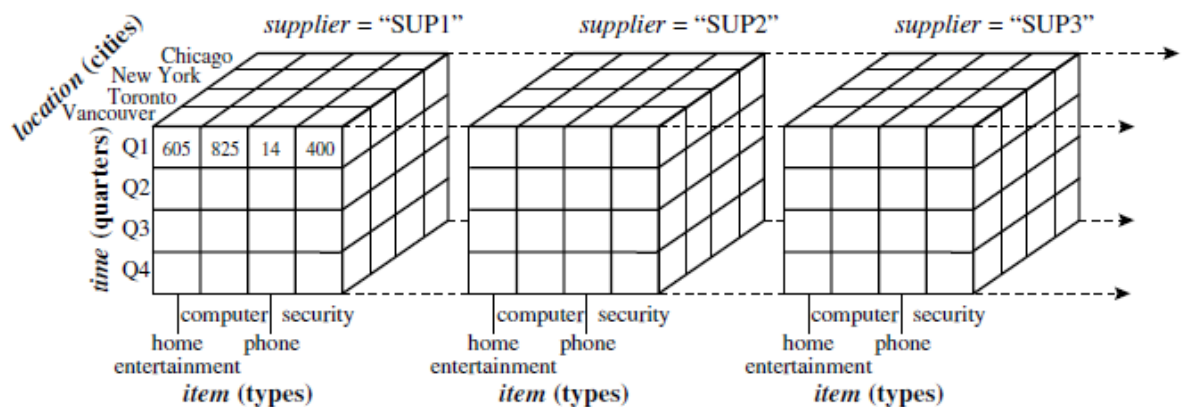 supplier = “SUP1” supplier = “SUP2” supplier = “SUP3”
location (cities)
Chicago
New York
Toronto
Vancouver
time (quarters)
Q1 605 825 14 400
Q2
Q3
Q4
computer security computer security computer security
home phone home phone home phone
entertainment entertainment entertainment
item (types) item (types) item (types)